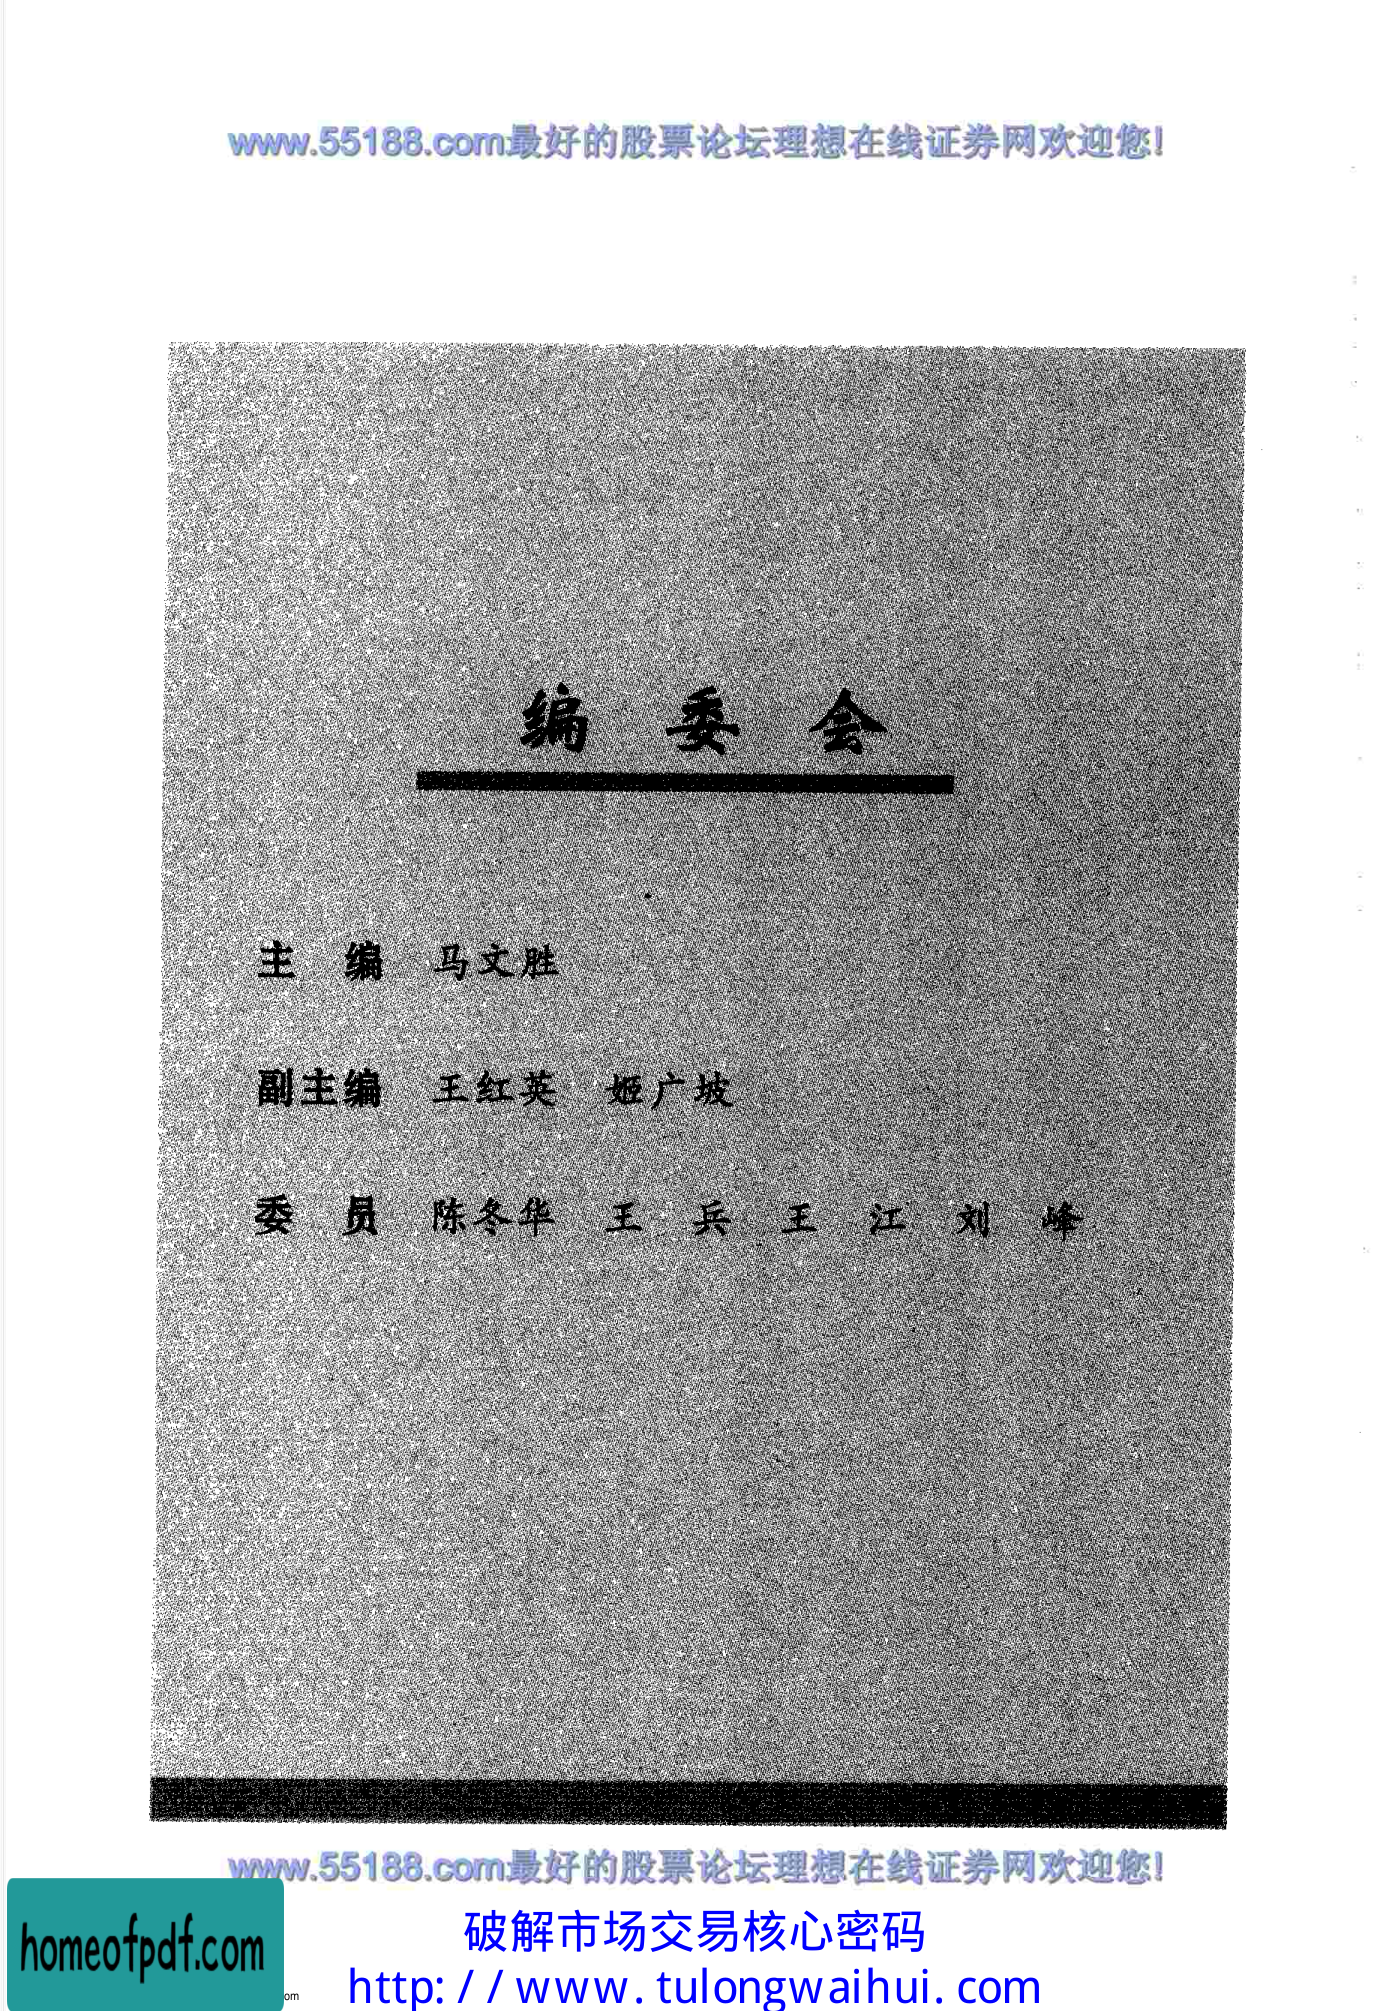 www.55188.com最好的股票论坛理想在线证券网欢迎您!
编 委 会
主 编 马文胜
副主编 王红英 姬广坡
委 员 陈冬华 王 兵 王 江 刘 峰
www.55188.com最好的股票论坛理想在线证券网欢迎您!
破解市场交易核心密码
homeofpdf.com
om
http://www.tulongwaihui.com